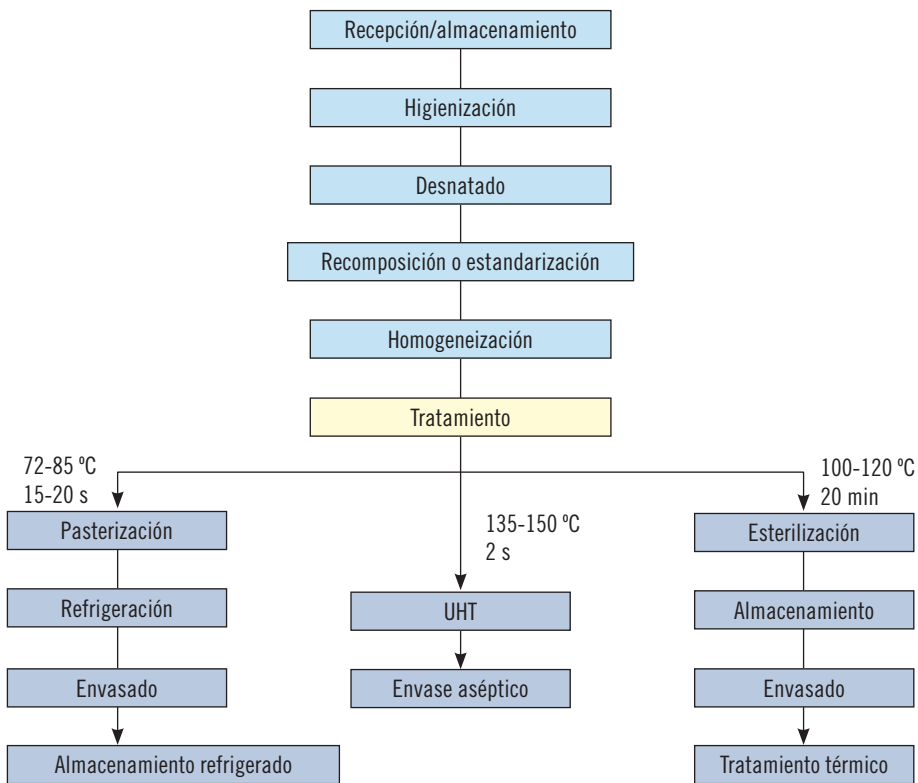 Recepción/almacenamiento
Higienización
Desnatado
Recomposición o estandarización
Homogeneización
Tratamiento
72-85 ºC
15-20 s
Pasterización
Refrigeración
Envasado
Almacenamiento refrigerado
135-150 ºC
2 s
UHT
Envase aséptico
100-120 ºC
20 min
Esterilización
Almacenamiento
Envasado
Tratamiento térmico